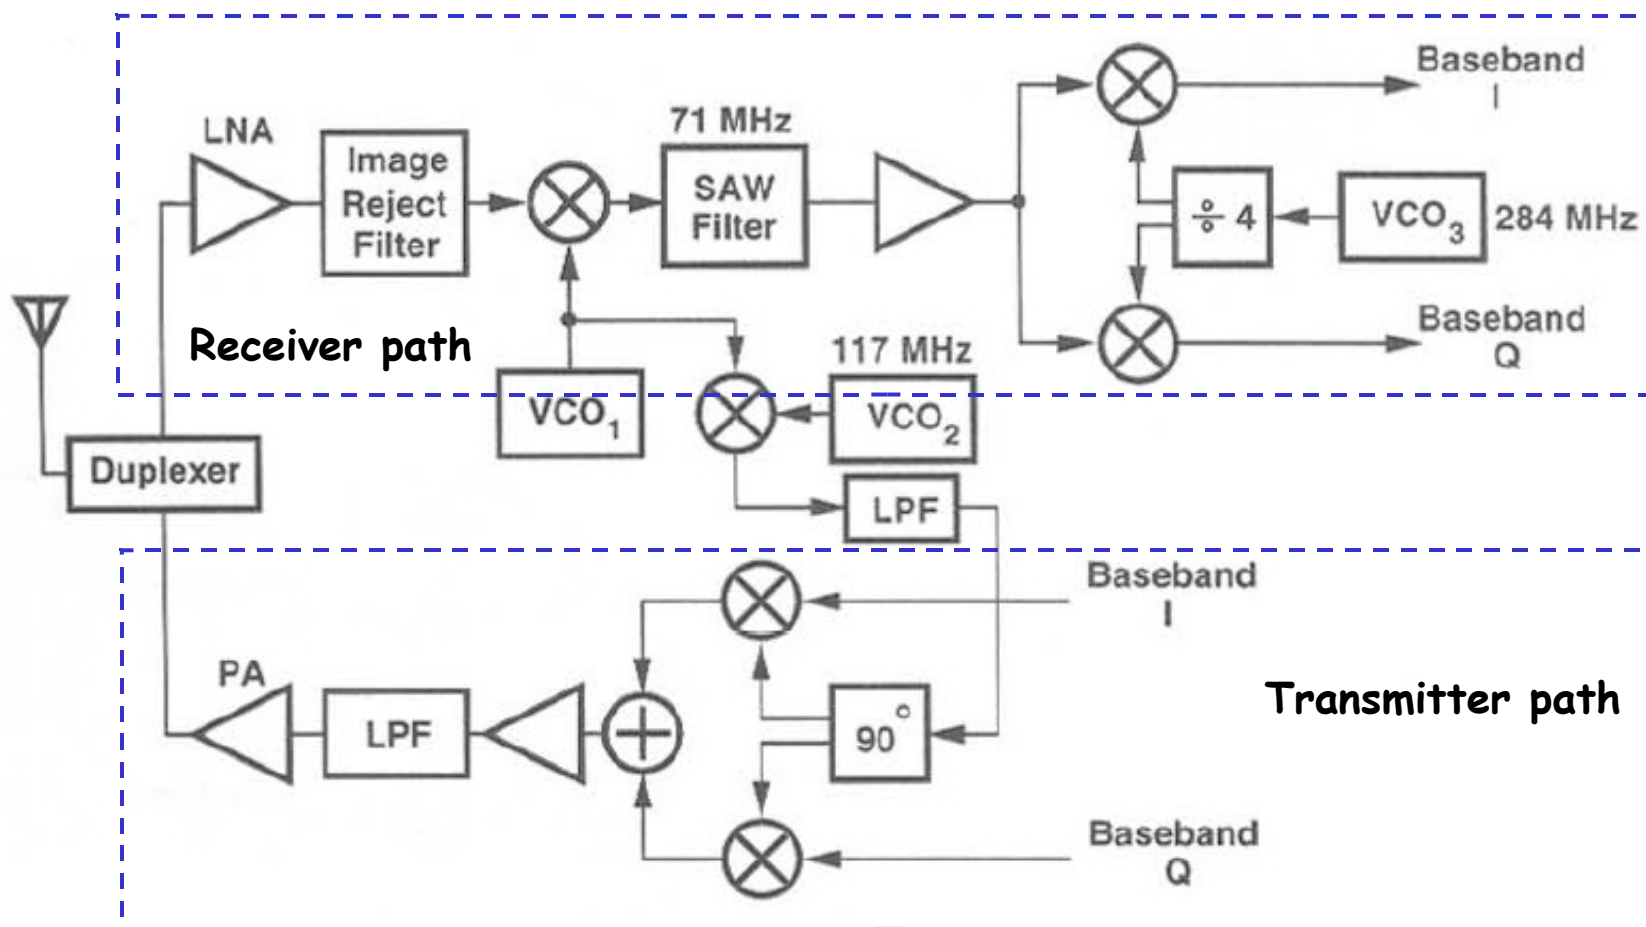 Baseband
I
LNA
71 MHz
Image
Reject
Filter
SAW
Filter
÷ 4
VCO3
284 MHz
Receiver path
Baseband
Q
117 MHz
VCO1
VCO2
Duplexer
LPF
Baseband
I
PA
LPF
90°
Transmitter path
Baseband
Q